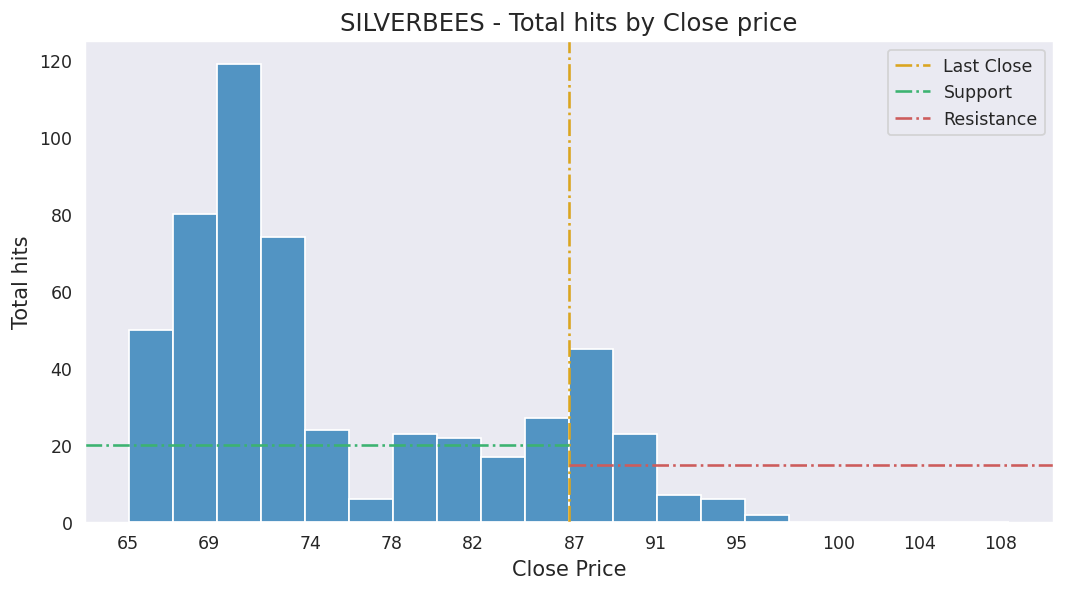 SILVERBEES - Total hits by Close price
Last Close
Support
Resistance
Total hits
120
100
80
60
40
20
0
65 69 74 78 82 87 91 95 100 104 108
Close Price